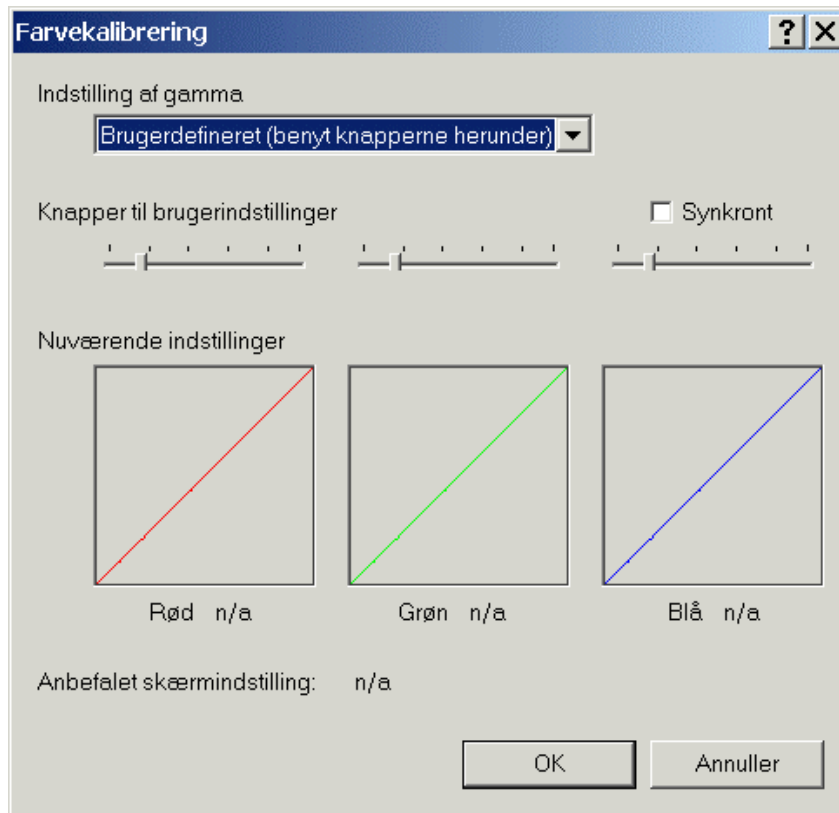 Farvekalibrering
Indstilling af gamma
Brugerdefineret (benyt knapperne herunder)
Knapper til brugerindstillinger Synkront
Nuværende indstillinger
Rød n/a Grøn n/a Blå n/a
Anbefalet skærmindstilling: n/a
OK Annuller